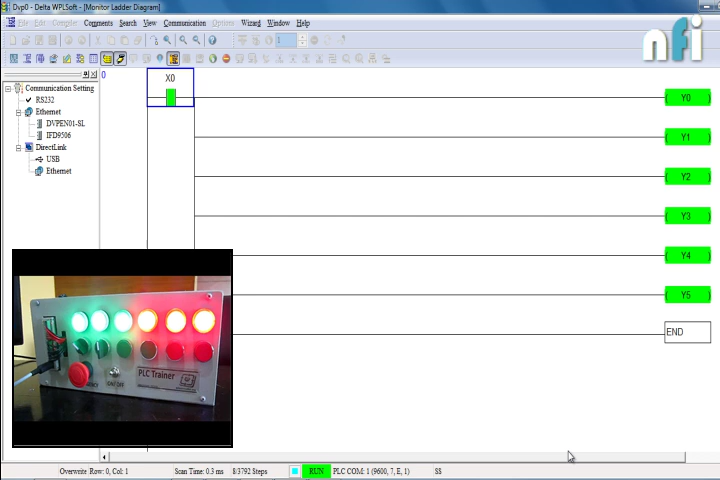 Dvp0 - Delta WPLSoft - [Monitor Ladder Diagram]
File Edit Compiler Comments Search View Communication Options Wizard Window Help
1
nfi
0
Communication Setting
RS232
Ethernet
DVPEN01-SL
IFD9506
DirectLink
USB
Ethernet
X0
Y0
Y1
Y2
Y3
Y4
Y5
END
PLC Trainer
Overwrite Row: 0, Col: 1 Scan Time: 0.3 ms 8/3792 Steps RUN PLC COM: 1 (9600, 7, E, 1) SS